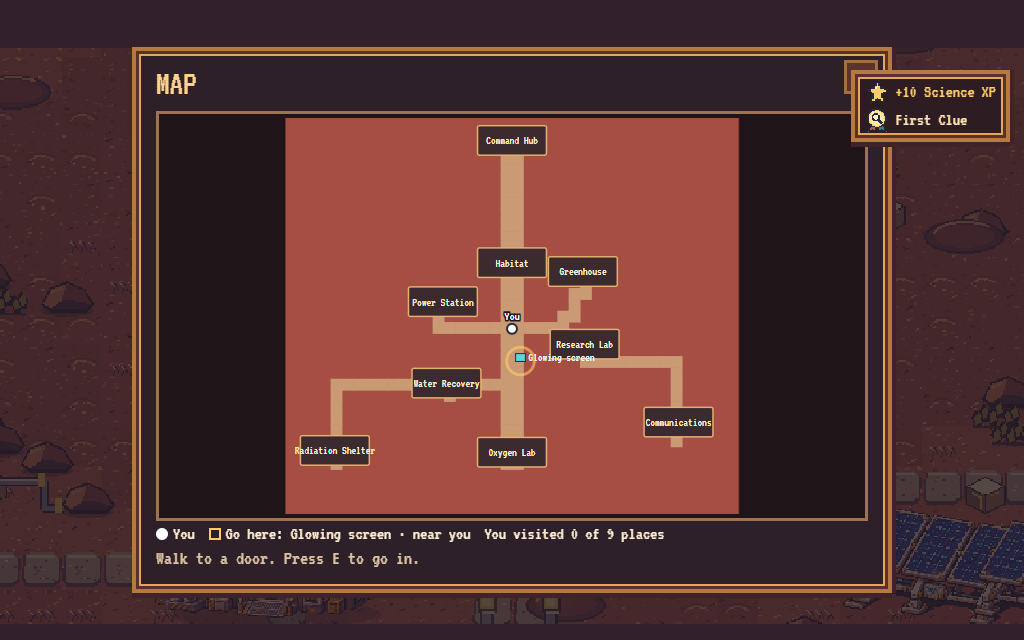 MAP
+10 Science XP
First Clue
Command Hub
Habitat
Greenhouse
Power Station
You
Research Lab
Glowing screen
Water Recovery
Communications
Radiation Shelter
Oxygen Lab
You Go here: Glowing screen · near you You visited 0 of 9 places
Walk to a door. Press E to go in.